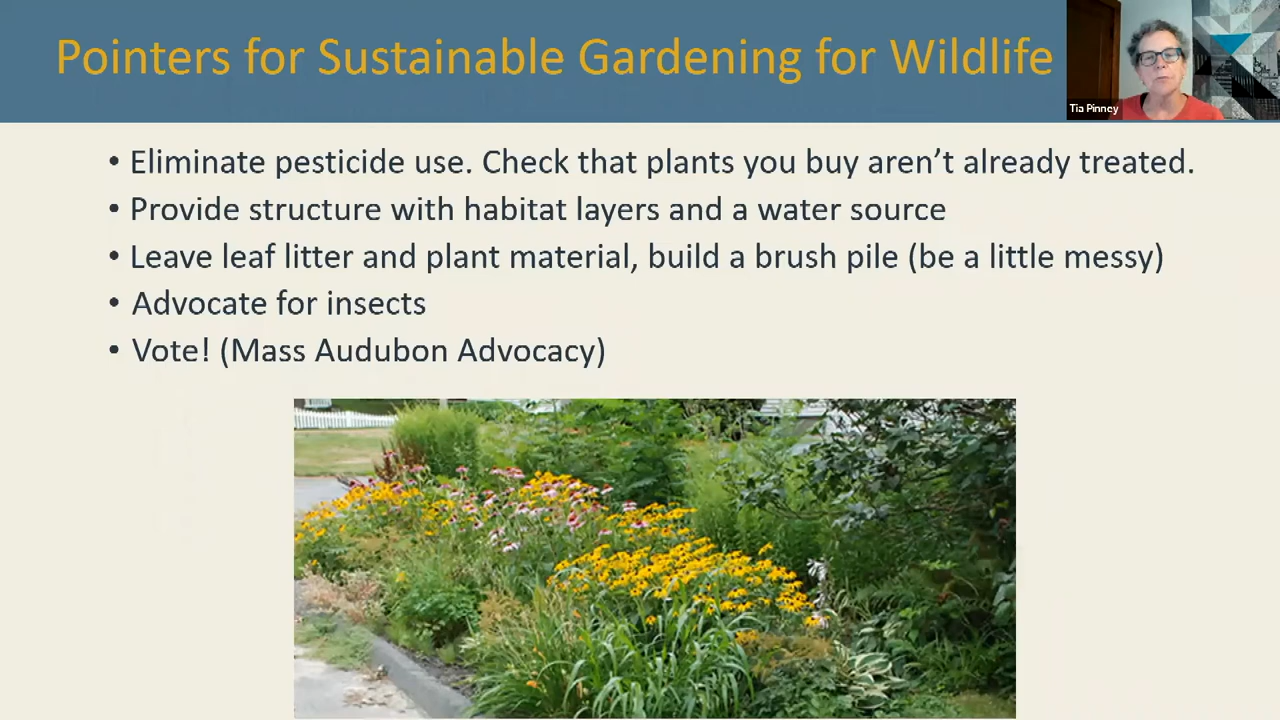 Pointers for Sustainable Gardening for Wildlife
Tia Pinney
• Eliminate pesticide use. Check that plants you buy aren’t already treated.
• Provide structure with habitat layers and a water source
• Leave leaf litter and plant material, build a brush pile (be a little messy)
• Advocate for insects
• Vote! (Mass Audubon Advocacy)